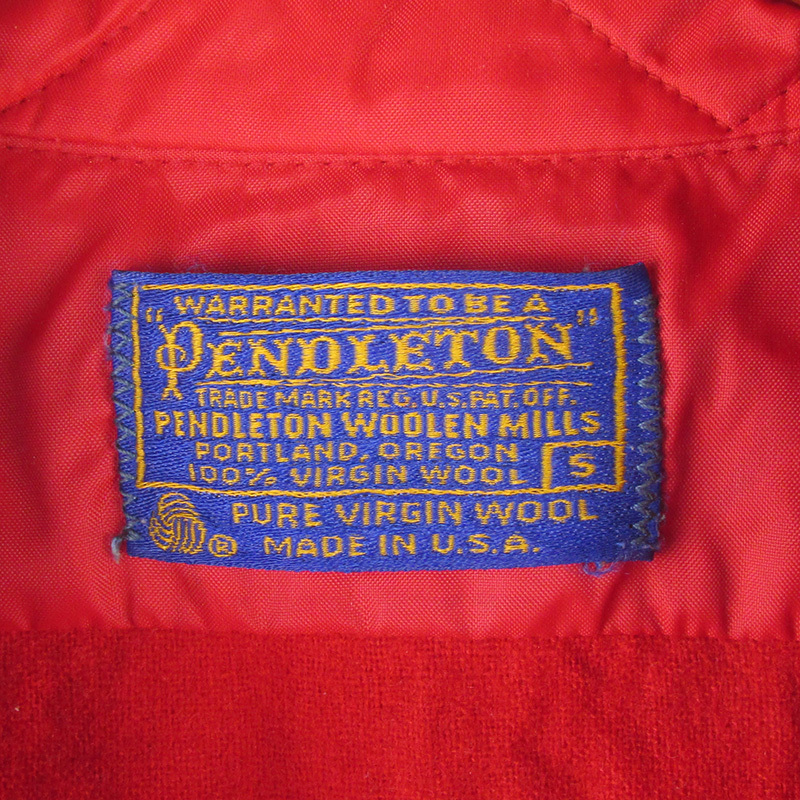 WARRANTED TO BE A
"PENDLETON"
TRADE MARK REG. U.S. PAT. OFF.
PENDLETON WOOLEN MILLS
PORTLAND, OREGON
100% VIRGIN WOOL S
PURE VIRGIN WOOL
® MADE IN U.S.A.